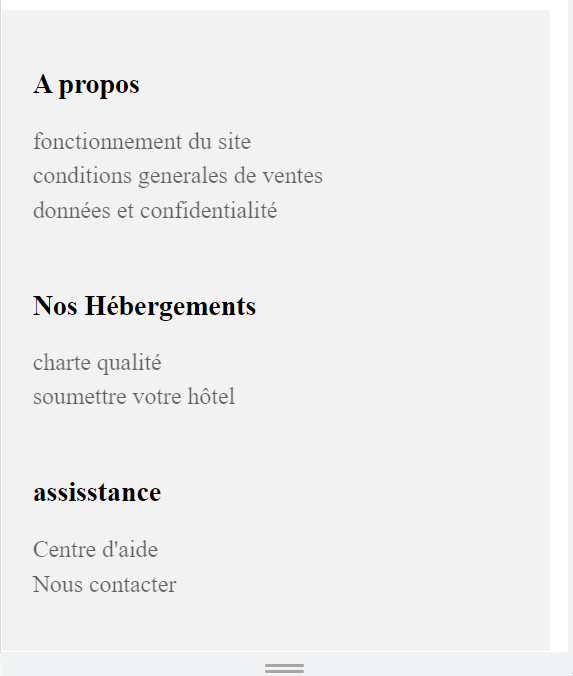 A propos
fonctionnement du site
conditions generales de ventes
données et confidentialité
Nos Hébergements
charte qualité
soumettre votre hôtel
assisstance
Centre d'aide
Nous contacter